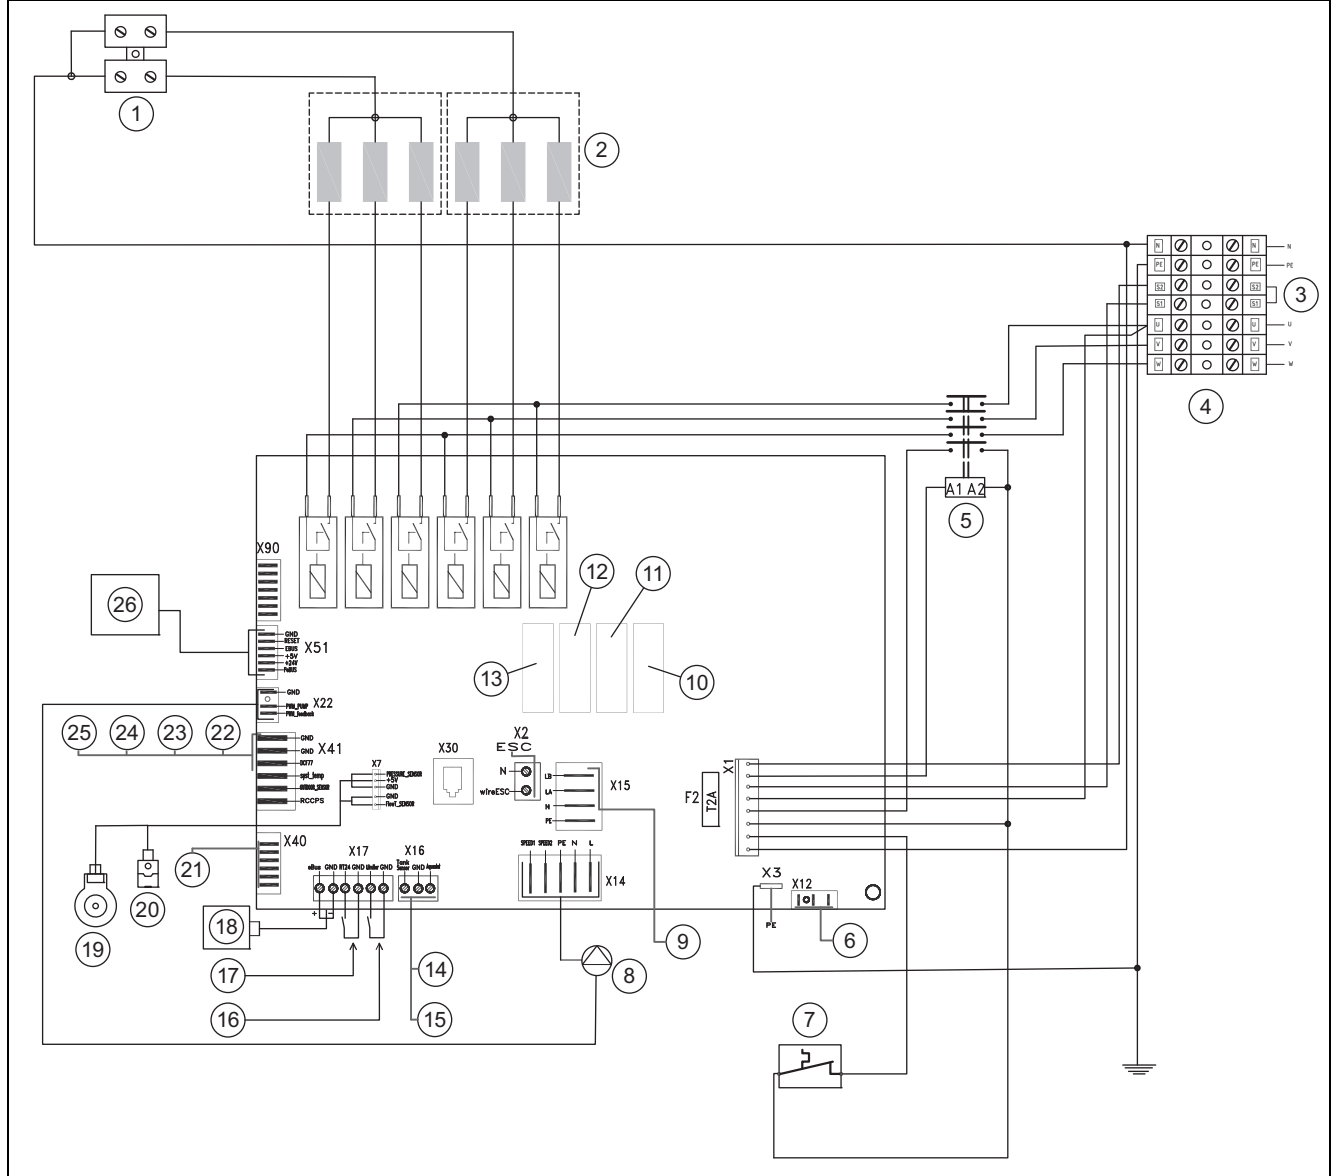 1
2
N N N
PE PE PE
S2 S2
S1 S1
3
U U U
V V V
W W W
4
A1 A2
5
X90
12
11
26
GND
RESET
EBUS
+5V
+24V
X51
13
10
GND
PWM_PUMP
PWM_feedback
X22
25
24
23
22
GND
GND
DCF77
syst_temp
OUTDOOR_SENSOR
RCCPS
X41
X7
PRESSURE_SENSOR
+5V
GND
GND
FlowT_SENSOR
X30
X2
ESC
N
wireESC
LB
LA
N
PE
X15
F2
T2A
X1
X40
21
X17
eBus GND RT24 GND GND
X16
Tank Sensor GND
SPEED1 SPEED2 PE N L
X14
X3
PE
X12
+ -
20
19
18
17
16
14
15
9
8
6
7